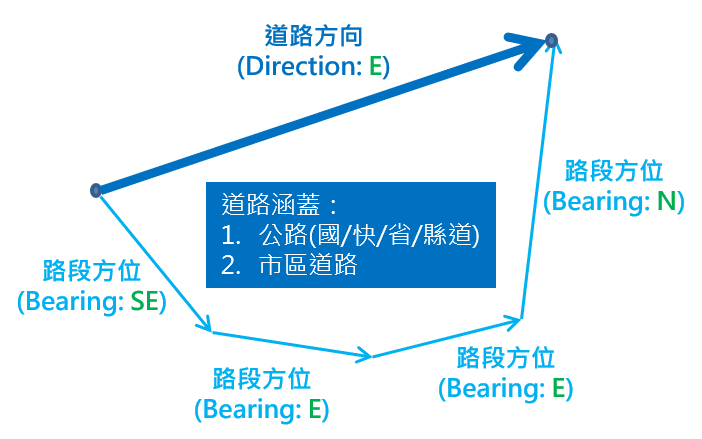 道路方向
(Direction: E)
路段方位
(Bearing: N)
道路涵蓋：
1. 公路(國/快/省/縣道)
2. 市區道路
路段方位
(Bearing: SE)
路段方位
(Bearing: E)
路段方位
(Bearing: E)